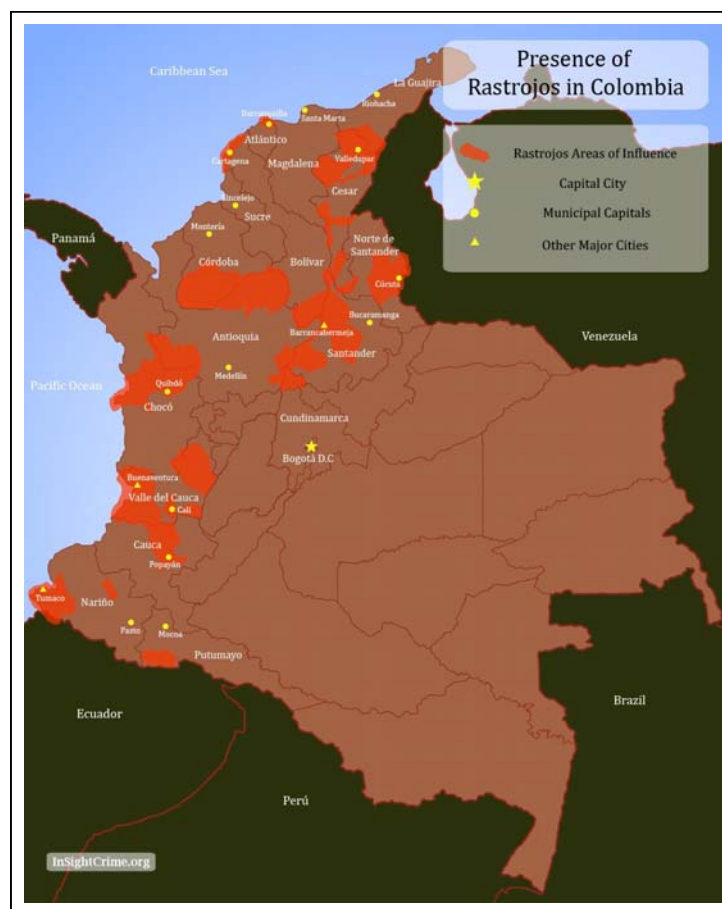 Presence of
Rastrojos in Colombia
Rastrojos Areas of Influence
Capital City
Municipal Capitals
Other Major Cities
Caribbean Sea
La Guajira
Riohacha
Santa Marta
Barranquilla
Atlántico
Cartagena
Magdalena
Valledupar
Cesar
Sincelejo
Sucre
Montería
Panamá
Córdoba
Bolívar
Norte de
Santander
Cúcuta
Bucaramanga
Barrancabermeja
Antioquia
Santander
Venezuela
Medellín
Pacific Ocean
Quibdó
Chocó
Cundinamarca
Bogotá D.C
Buenaventura
Valle del Cauca
Cali
Cauca
Popayán
Tumaco
Nariño
Pasto
Mocoa
Putumayo
Ecuador
Brazil
Perú
InSightCrime.org